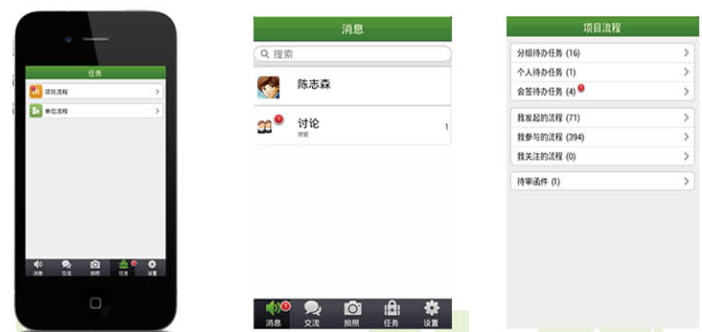 任务
项目流程
单位流程
消息
交流
拍照
任务
设置
消息
搜索
陈志森
讨论
讨论
1
消息
交流
拍照
任务
设置
项目流程
分组待办任务 (16)
个人待办任务 (1)
会签待办任务 (4)
我发起的流程 (71)
我参与的流程 (394)
我关注的流程 (0)
待审函件 (1)